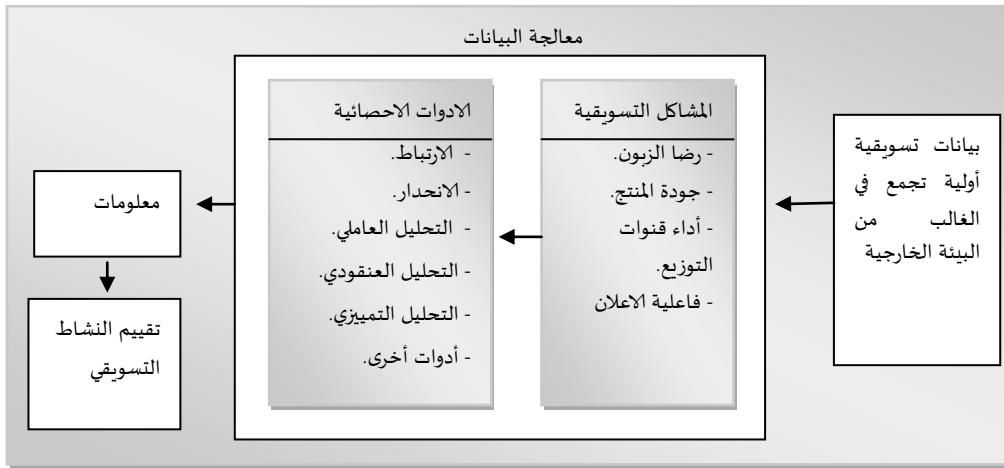 معالجة البيانات
بيانات تسويقية
أولية تجمع في
الغالب من
البيئة الخارجية
المشاكل التسويقية
- رضا الزبون.
- جودة المنتج.
- أداء قنوات
التوزيع.
- فاعلية الاعلان
الادوات الاحصائية
- الارتباط.
- الانحدار.
- التحليل العاملي.
- التحليل العنقودي.
- التحليل التمييزي.
- أدوات أخرى.
معلومات
تقييم النشاط
التسويقي